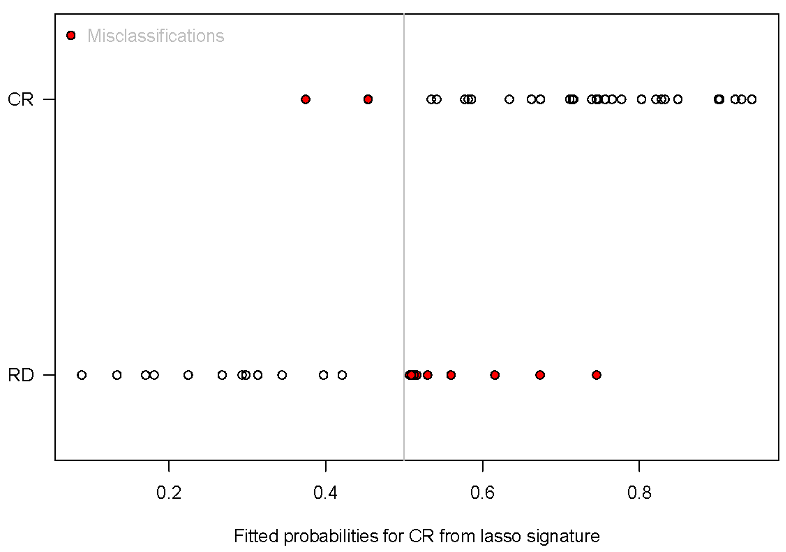 Misclassifications
CR
RD
0.2 0.4 0.6 0.8
Fitted probabilities for CR from lasso signature